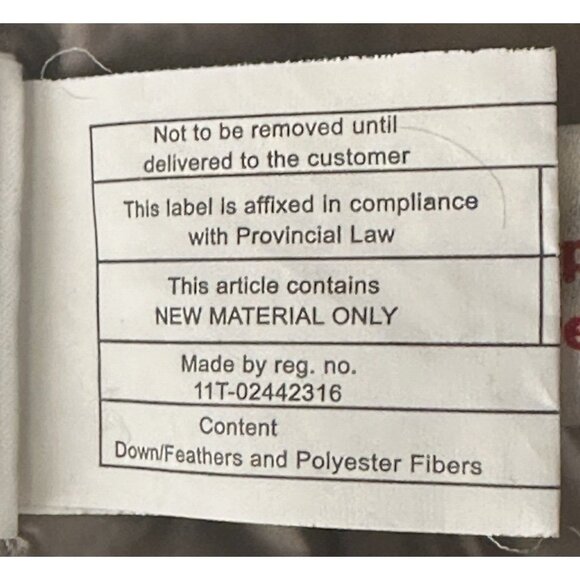 Not to be removed until
delivered to the customer
This label is affixed in compliance
with Provincial Law
This article contains
NEW MATERIAL ONLY
Made by reg. no.
11T-02442316
Content
Down/Feathers and Polyester Fibers